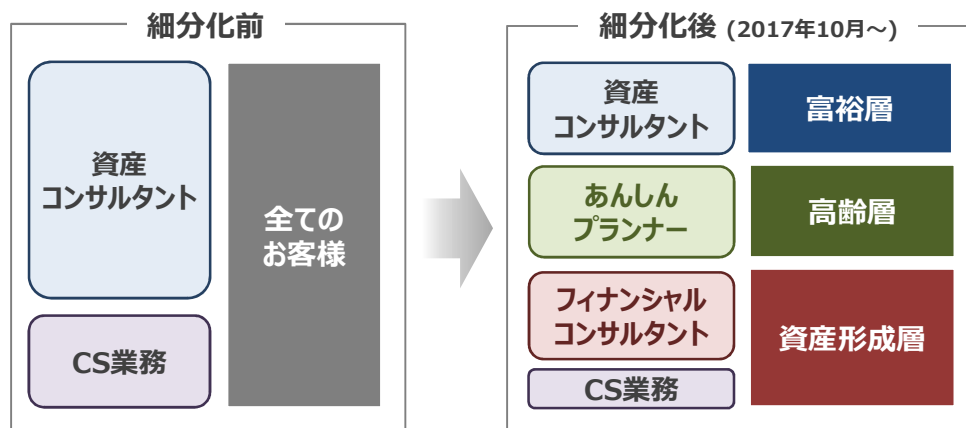 細分化前
資産
コンサルタント
CS業務
全ての
お客様
細分化後 (2017年10月～)
資産
コンサルタント
富裕層
あんしん
プランナー
高齢層
フィナンシャル
コンサルタント
CS業務
資産形成層